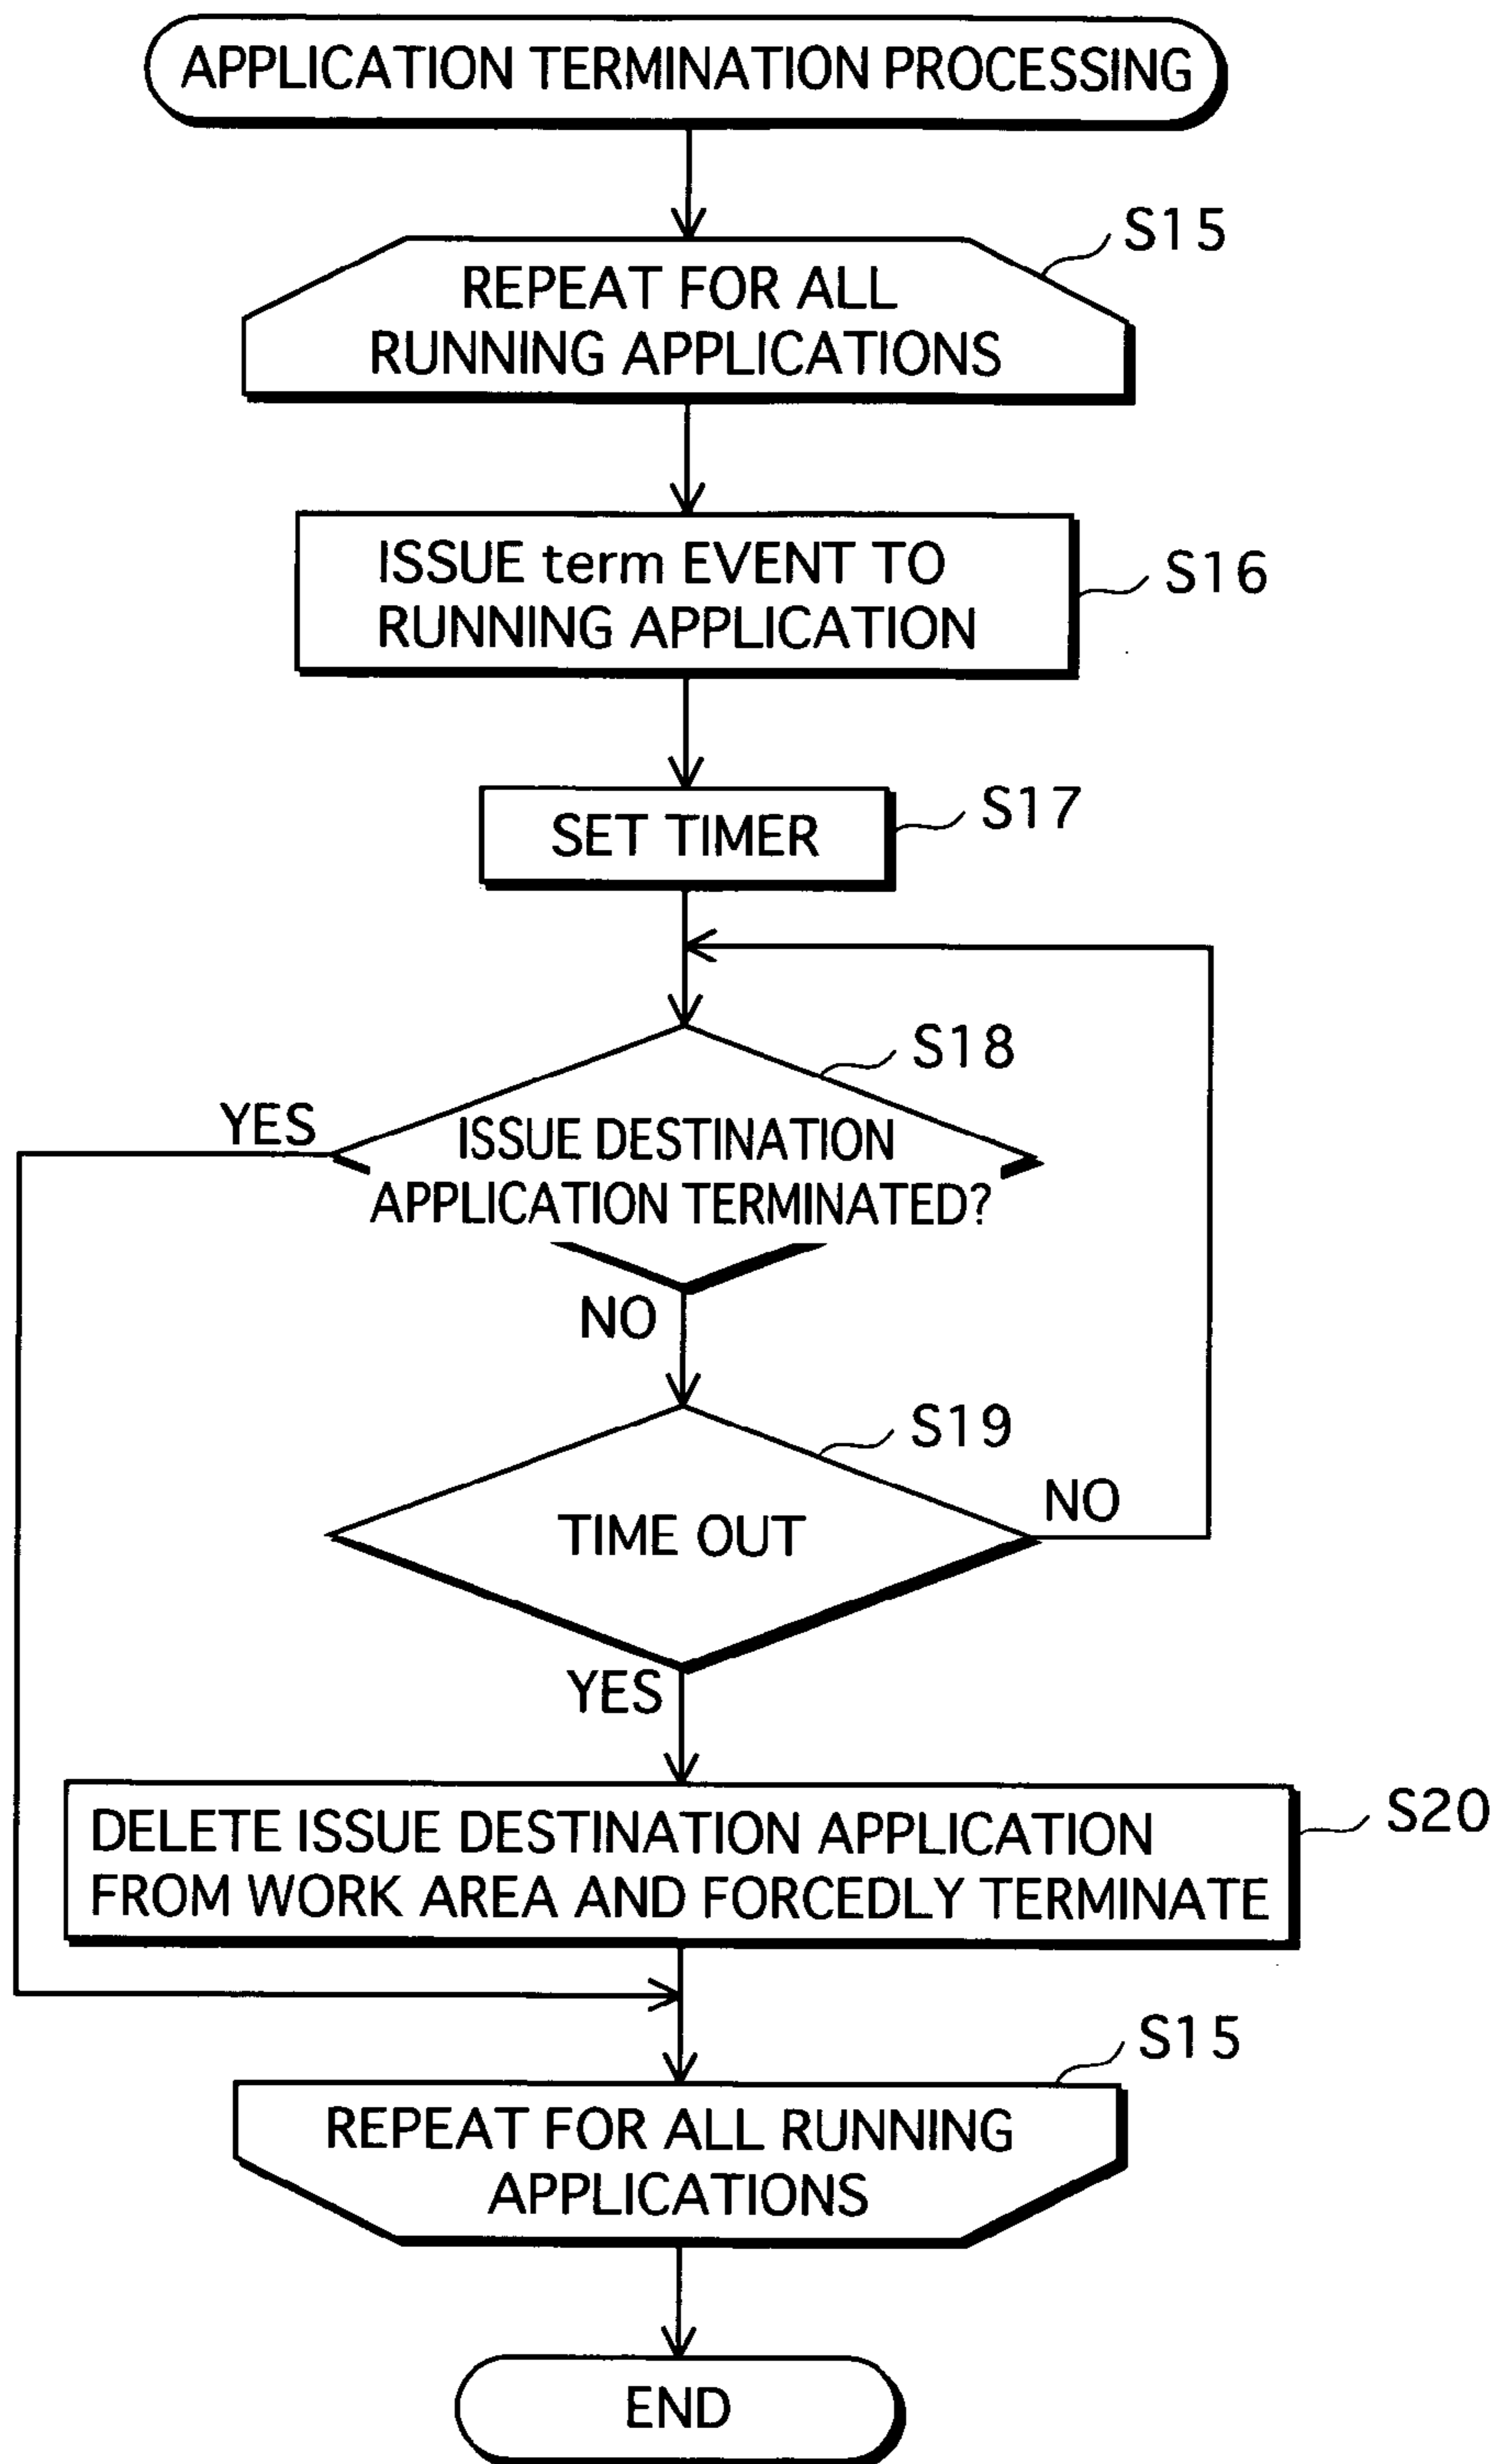 APPLICATION TERMINATION PROCESSING
S15
REPEAT FOR ALL
RUNNING APPLICATIONS
ISSUE term EVENT TO
RUNNING APPLICATION
S16
SET TIMER
S17
S18
YES
ISSUE DESTINATION
APPLICATION TERMINATED?
NO
S19
NO
TIME OUT
YES
DELETE ISSUE DESTINATION APPLICATION
FROM WORK AREA AND FORCEDLY TERMINATE
S20
S15
REPEAT FOR ALL RUNNING
APPLICATIONS
END